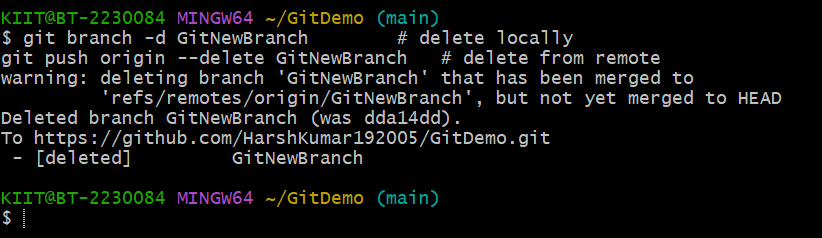 KIIT@BT-2230084 MINGW64 ~/GitDemo (main)
$ git branch -d GitNewBranch        # delete locally
git push origin --delete GitNewBranch   # delete from remote
warning: deleting branch 'GitNewBranch' that has been merged to
         'refs/remotes/origin/GitNewBranch', but not yet merged to HEAD
Deleted branch GitNewBranch (was dda14dd).
To https://github.com/HarshKumar192005/GitDemo.git
 - [deleted]         GitNewBranch
KIIT@BT-2230084 MINGW64 ~/GitDemo (main)
$